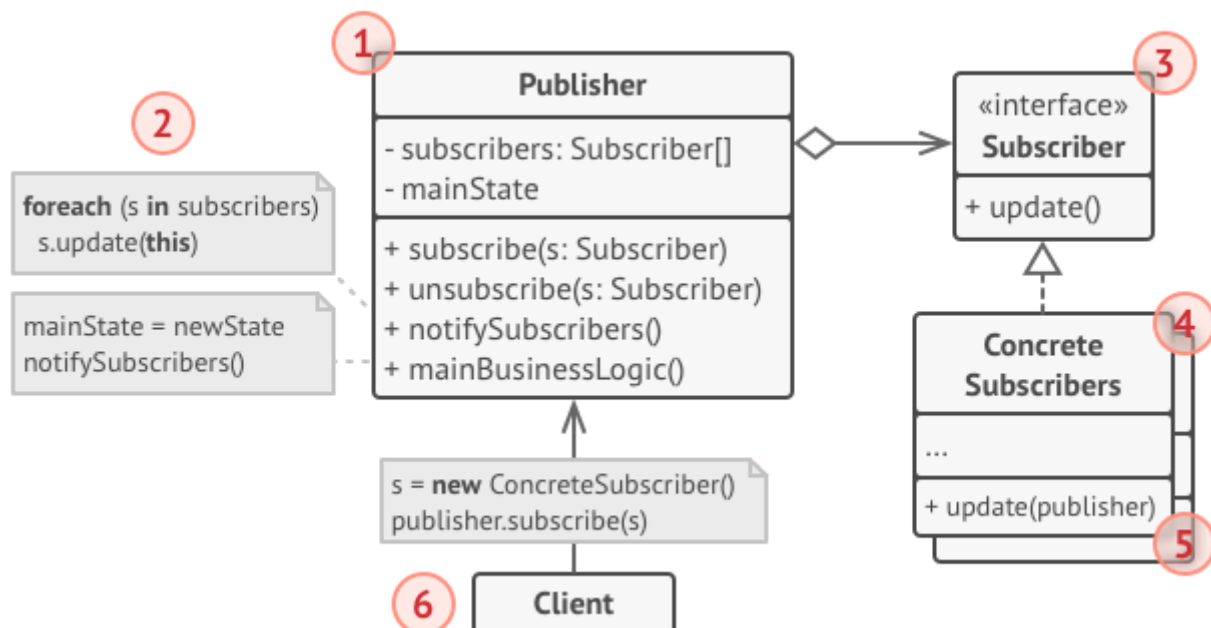 1
Publisher
- subscribers: Subscriber[]
- mainState
+ subscribe(s: Subscriber)
+ unsubscribe(s: Subscriber)
+ notifySubscribers()
+ mainBusinessLogic()
2
foreach (s in subscribers)
s.update(this)
mainState = newState
notifySubscribers()
3
«interface»
Subscriber
+ update()
4
Concrete
Subscribers
...
+ update(publisher)
5
s = new ConcreteSubscriber()
publisher.subscribe(s)
6
Client